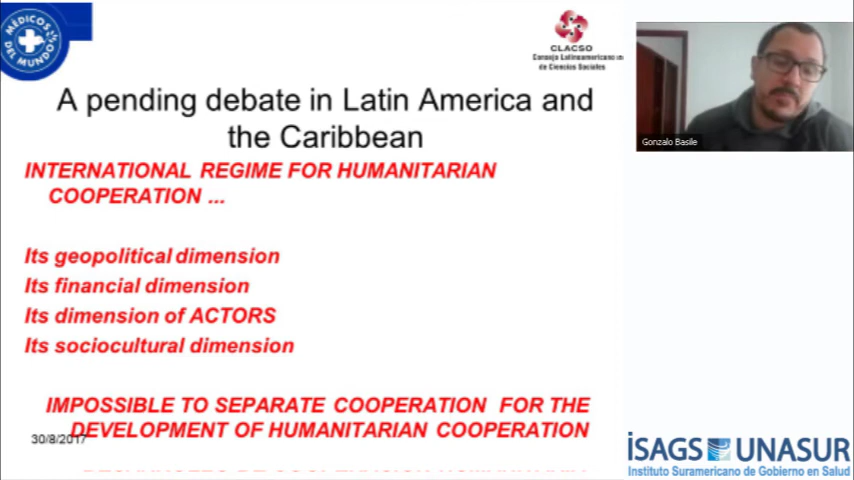 MÉDICOS
DEL MUNDO
CLACSO
Consejo Latinoamericano
de Ciencias Sociales
A pending debate in Latin America and
the Caribbean
INTERNATIONAL REGIME FOR HUMANITARIAN
COOPERATION ...
Its geopolitical dimension
Its financial dimension
Its dimension of ACTORS
Its sociocultural dimension
IMPOSSIBLE TO SEPARATE COOPERATION FOR THE
DEVELOPMENT OF HUMANITARIAN COOPERATION
30/8/2017
Gonzalo Basile
iSAGS UNASUR
Instituto Suramericano de Gobierno en Salud